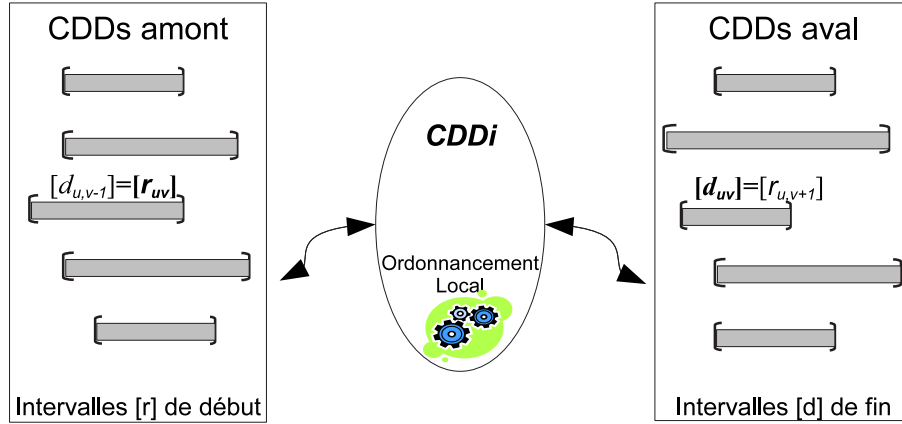 CDDs amont
[d_{u,v-1}]=[r_{uv}]
Intervalles [r] de début
CDDi
Ordonnancement
Local
CDDs aval
[d_{uv}]=[r_{u,v+1}]
Intervalles [d] de fin